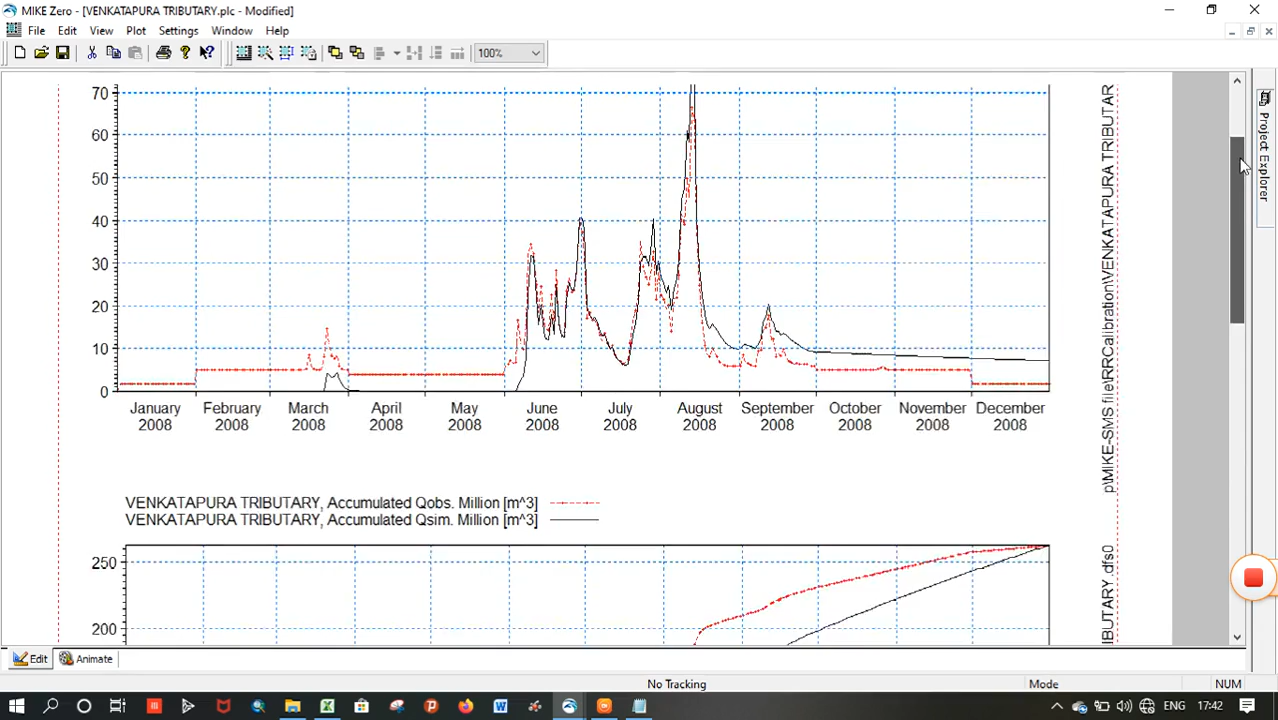 MIKE Zero - [VENKATAPURA TRIBUTARY.plc - Modified]
File Edit View Plot Settings Window Help
100%
70
60
50
40
30
20
10
0
January February March April May June July August September October November December
2008 2008 2008 2008 2008 2008 2008 2008 2008 2008 2008 2008
VENKATAPURA TRIBUTARY, Accumulated Qobs. Million [m^3]
VENKATAPURA TRIBUTARY, Accumulated Qsim. Million [m^3]
250
200
p\MIKE-SMS file\RRCalibration\VENKATAPURA TRIBUTAR
IBUTARY.dfs0
Project Explorer
Edit Animate
No Tracking Mode NUM
ENG 17:42